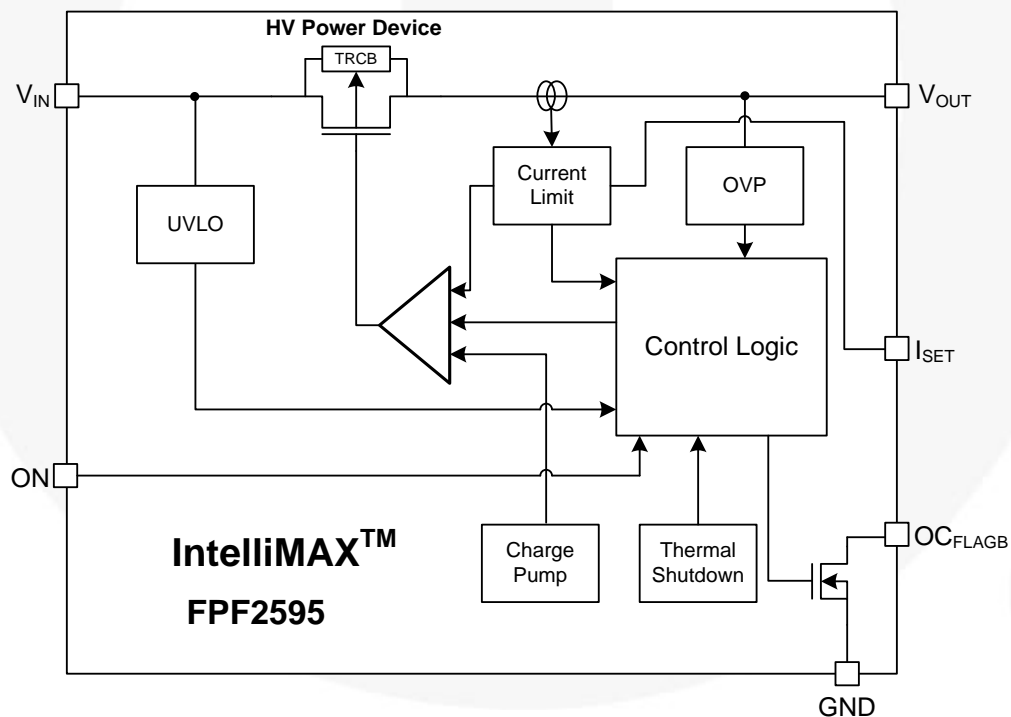 HV Power Device
TRCB
VIN
VOUT
Current
Limit
OVP
UVLO
Control Logic
ISET
ON
OCFLAGB
IntelliMAX™
FPF2595
Charge
Pump
Thermal
Shutdown
GND